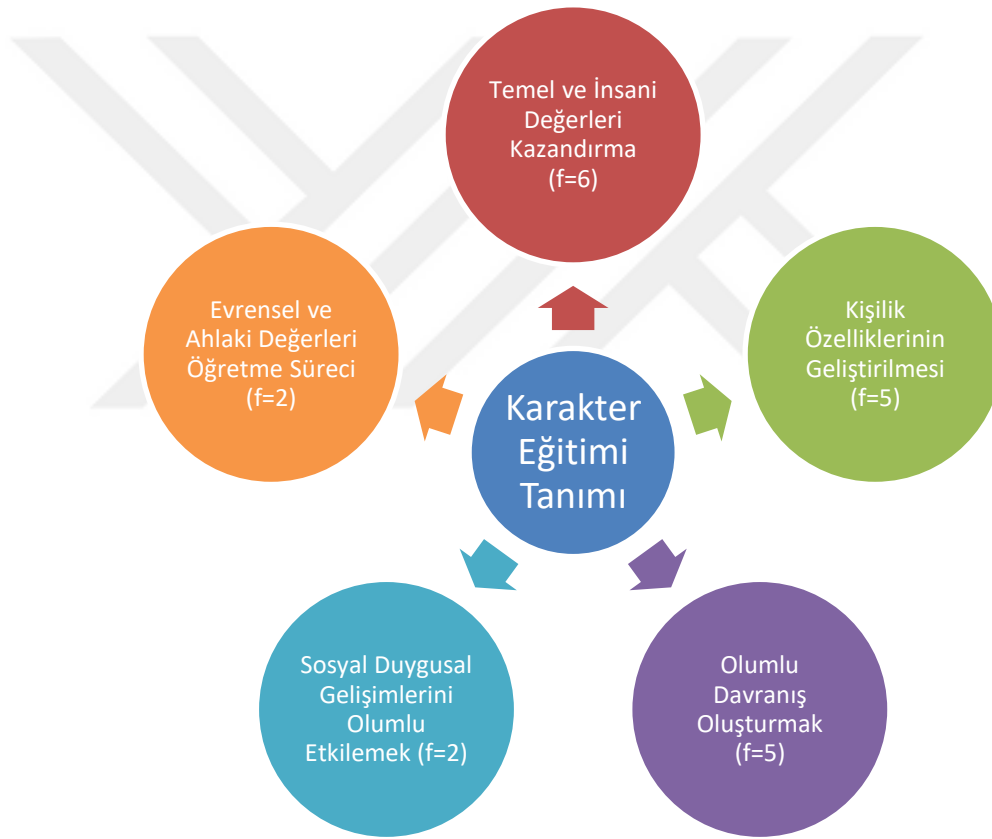 Temel ve İnsani
Değerleri
Kazandırma
(f=6)
Evrensel ve
Ahlaki Değerleri
Öğretme Süreci
(f=2)
Kişilik
Özelliklerinin
Geliştirilmesi
(f=5)
Karakter
Eğitimi
Tanımı
Sosyal Duygusal
Gelişimlerini
Olumlu
Etkilemek (f=2)
Olumlu
Davranış
Oluşturmak
(f=5)